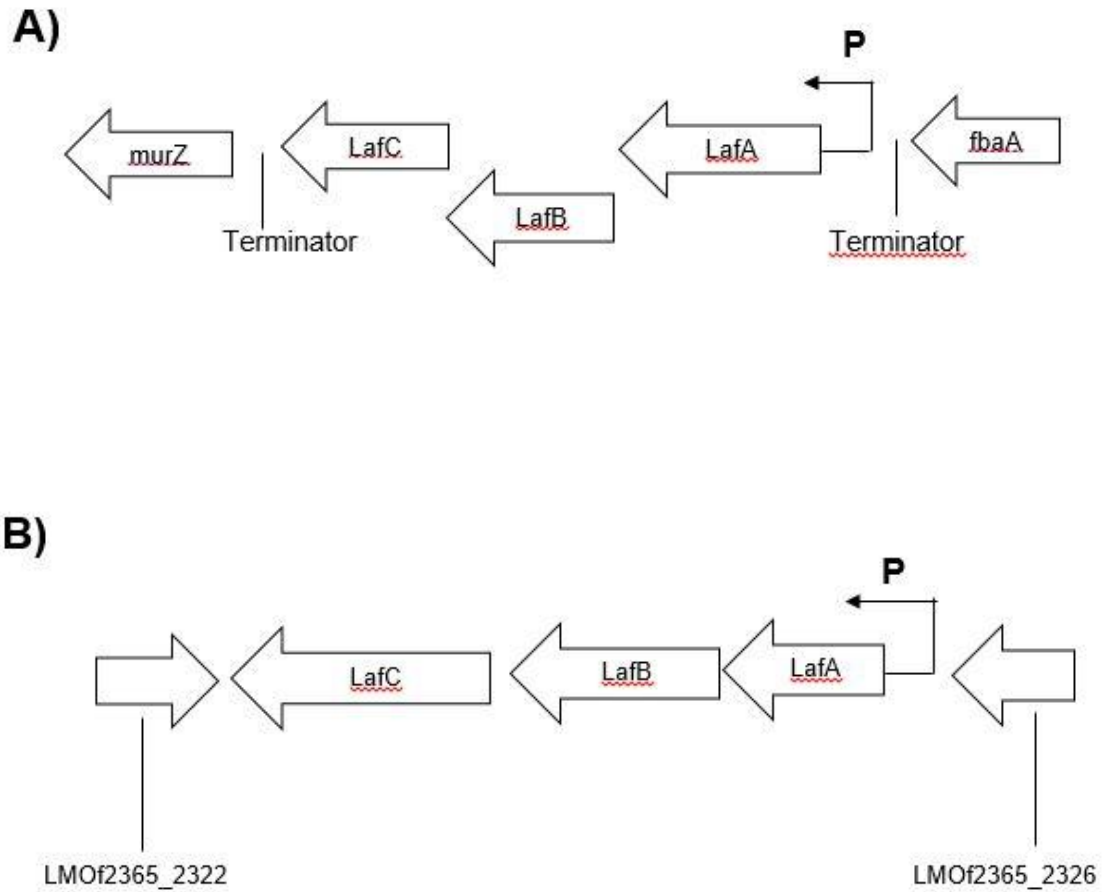 A)
P
murZ
LafC
LafA
fbaA
LafB
Terminator
Terminator
B)
P
LafC
LafB
LafA
LMOf2365_2322
LMOf2365_2326